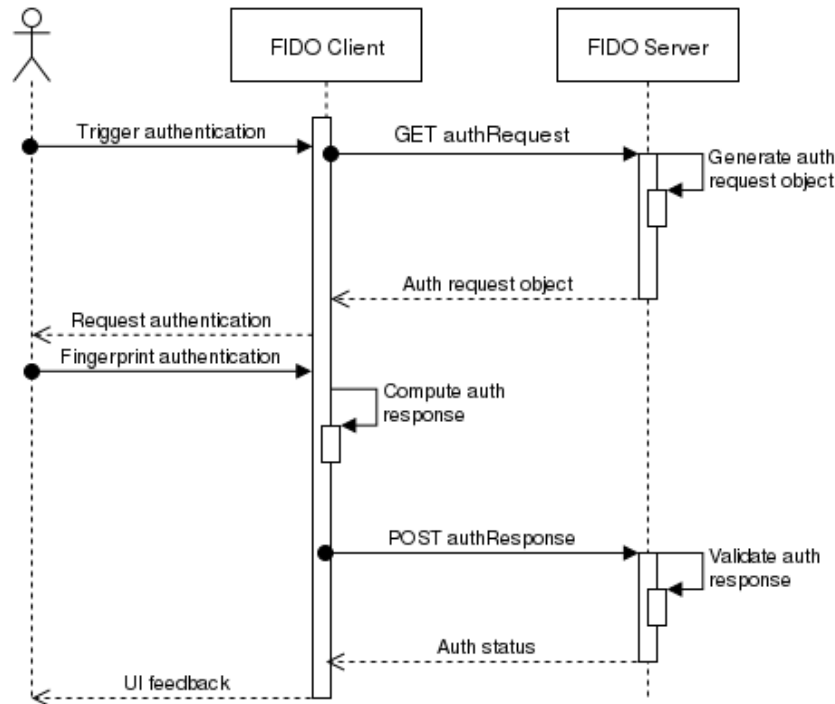 FIDO Client
FIDO Server
Trigger authentication
GET authRequest
Generate auth
request object
Auth request object
Request authentication
Fingerprint authentication
Compute auth
response
POST authResponse
Validate auth
response
Auth status
UI feedback